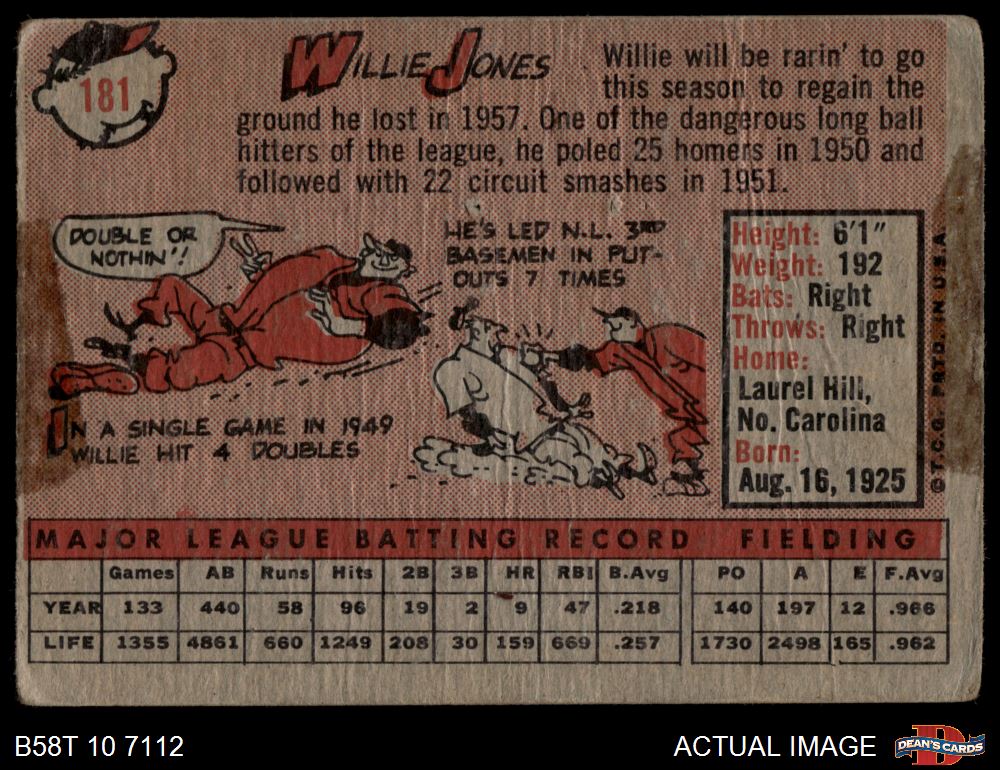 181
WILLIE JONES
Willie will be rarin' to go
this season to regain the
ground he lost in 1957. One of the dangerous long ball
hitters of the league, he poled 25 homers in 1950 and
followed with 22 circuit smashes in 1951.
DOUBLE OR
NOTHIN'!
HE'S LED N.L. 3RD
BASEMEN IN PUT-
OUTS 7 TIMES
IN A SINGLE GAME IN 1949
WILLIE HIT 4 DOUBLES
Height: 6'1"
Weight: 192
Bats: Right
Throws: Right
Home:
Laurel Hill,
No. Carolina
Born:
Aug. 16, 1925
© T.C.G. PRTD. IN U.S.A.
MAJOR LEAGUE BATTING RECORD FIELDING
Games AB Runs Hits 2B 3B HR RBI B.Avg PO A E F.Avg
YEAR 133 440 58 96 19 2 9 47 .218 140 197 12 .966
LIFE 1355 4861 660 1249 208 30 159 669 .257 1730 2498 165 .962
B58T 10 7112
ACTUAL IMAGE
DEAN'S CARDS